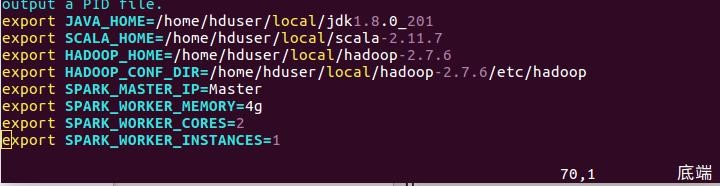 output a PID file.
export JAVA_HOME=/home/hduser/local/jdk1.8.0_201
export SCALA_HOME=/home/hduser/local/scala-2.11.7
export HADOOP_HOME=/home/hduser/local/hadoop-2.7.6
export HADOOP_CONF_DIR=/home/hduser/local/hadoop-2.7.6/etc/hadoop
export SPARK_MASTER_IP=Master
export SPARK_WORKER_MEMORY=4g
export SPARK_WORKER_CORES=2
export SPARK_WORKER_INSTANCES=1
70,1 底端